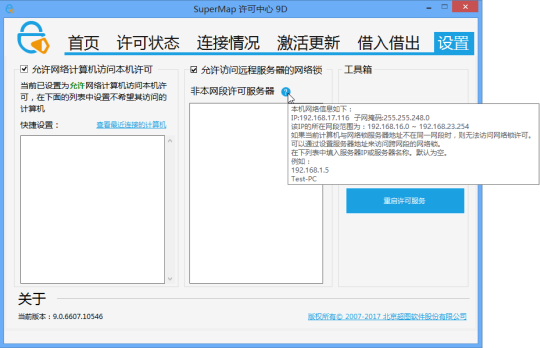 SuperMap 许可中心 9D
首页 许可状态 连接情况 激活更新 借入借出 设置
允许网络计算机访问本机许可
当前已设置为允许网络计算机访问本机许
可，在下面的列表中设置不希望其访问的
计算机
快捷设置：
查看最近连接的计算机
允许访问远程服务器的网络锁
非本网段许可服务器
工具箱
本机网络信息如下：
IP:192.168.17.116 子网掩码:255.255.248.0
该IP的所在网段范围为：192.168.16.0 ~ 192.168.23.254
如果当前计算机与网络锁服务器地址不在同一网段时，则无法访问网络锁许可。
可以通过设置服务器地址来访问跨网段的网络锁。
在下列表中填入服务器IP或服务器名称。默认为空。
例如：
192.168.1.5
Test-PC
重启许可服务
关于
当前版本：9.0.6607.10546
版权所有© 2007-2017 北京超图软件股份有限公司